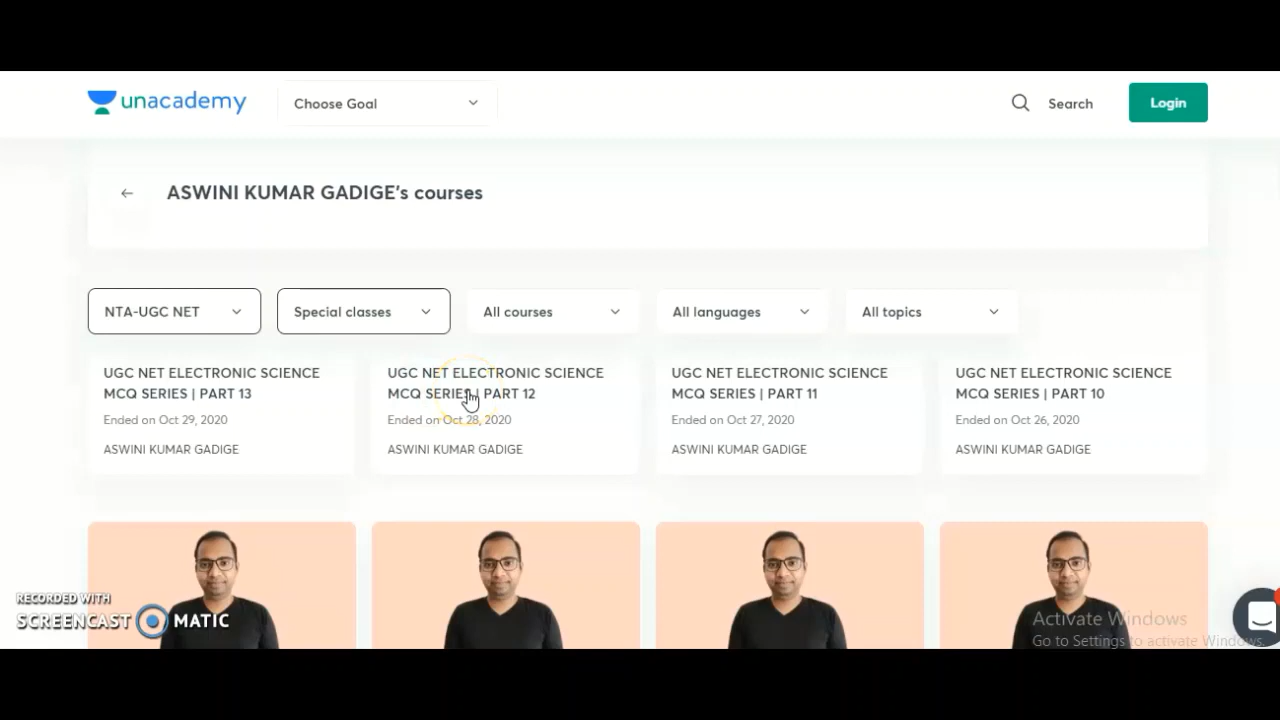 unacademy
Choose Goal
Search
Login
ASWINI KUMAR GADIGE's courses
NTA-UGC NET
Special classes
All courses
All languages
All topics
UGC NET ELECTRONIC SCIENCE
MCQ SERIES | PART 13
Ended on Oct 29, 2020
ASWINI KUMAR GADIGE
UGC NET ELECTRONIC SCIENCE
MCQ SERIES | PART 12
Ended on Oct 28, 2020
ASWINI KUMAR GADIGE
UGC NET ELECTRONIC SCIENCE
MCQ SERIES | PART 11
Ended on Oct 27, 2020
ASWINI KUMAR GADIGE
UGC NET ELECTRONIC SCIENCE
MCQ SERIES | PART 10
Ended on Oct 26, 2020
ASWINI KUMAR GADIGE
RECORDED WITH
SCREENCAST MATIC
Activate Windows
Go to Settings to activate Windows.